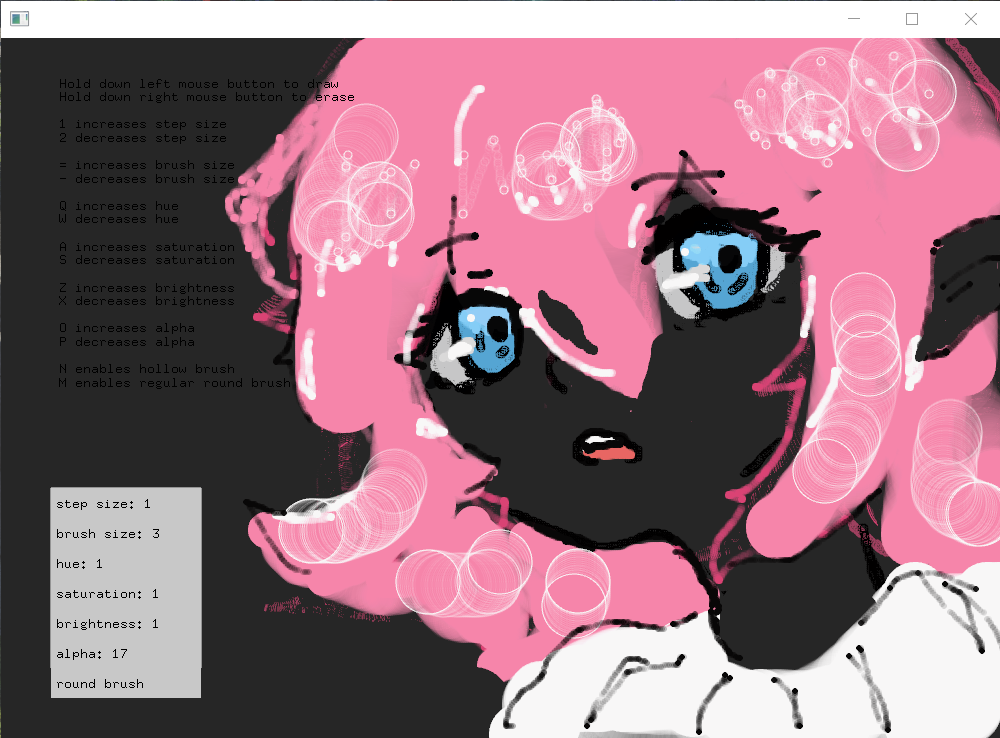 Hold down left mouse button to draw
Hold down right mouse button to erase
1 increases step size
2 decreases step size
= increases brush size
- decreases brush size
Q increases hue
W decreases hue
A increases saturation
S decreases saturation
Z increases brightness
X decreases brightness
O increases alpha
P decreases alpha
N enables hollow brush
M enables regular round brush
step size: 1
brush size: 3
hue: 1
saturation: 1
brightness: 1
alpha: 17
round brush